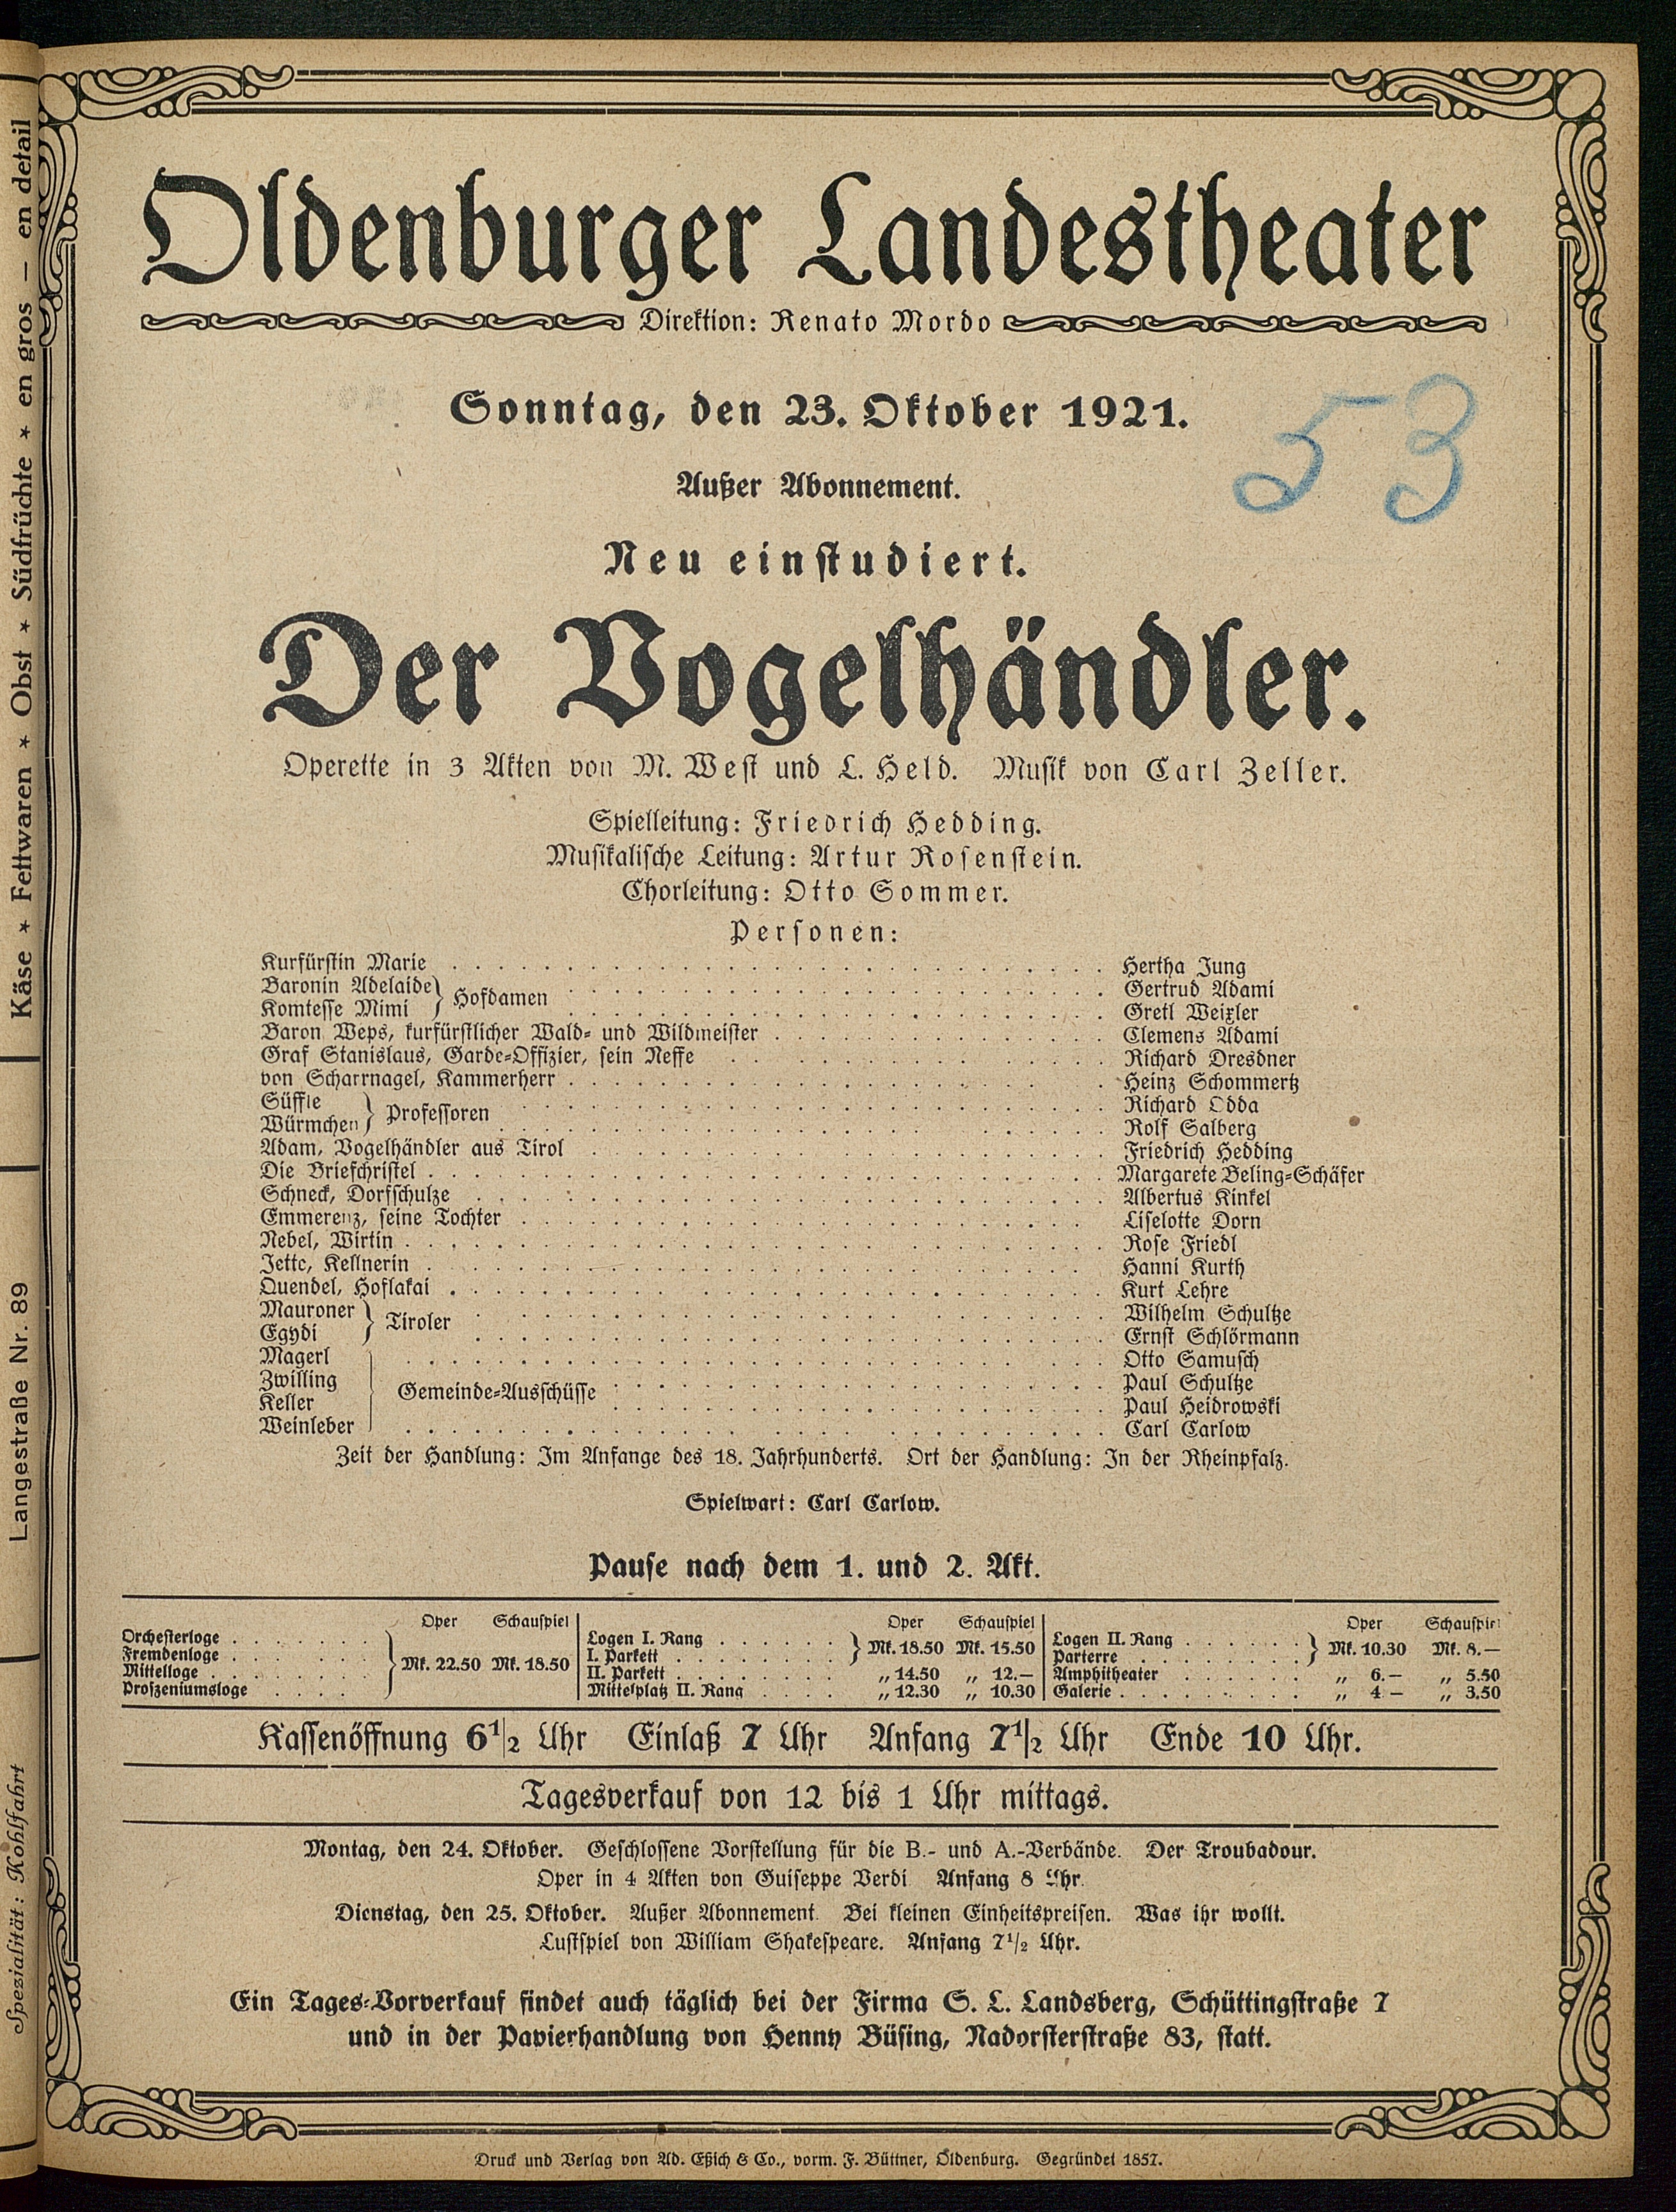 Oldenburger Landestheater
Direktion: Renato Mordo
Sonntag, den 23. Oktober 1921.
53
Außer Abonnement.
Neu einstudiert.
Der Vogelhändler.
Operette in 3 Akten von M. West und L. Held. Musik von Carl Zeller.
Spielleitung: Friedrich Hedding.
Musikalische Leitung: Artur Rosenstein.
Chorleitung: Otto Sommer.
Personen:
Kurfürstin Marie . . . Hertha Jung
Baronin Adelaide } Hofdamen . . . Gertrud Adami
Komtesse Mimi . . . Gretl Weixler
Baron Weps, kurfürstlicher Wald- und Wildmeister . . . Clemens Adami
Graf Stanislaus, Garde-Offizier, sein Neffe . . . Richard Dresdner
von Scharrnagel, Kammerherr . . . Heinz Schommertz
Süffle } Professoren . . . Richard Odda
Würmchen . . . Rolf Salberg
Adam, Vogelhändler aus Tirol . . . Friedrich Hedding
Die Briefchristel . . . Margarete Beling-Schäfer
Schneck, Dorfschulze . . . Albertus Kinkel
Emmerenz, seine Tochter . . . Liselotte Dorn
Nebel, Wirtin . . . Rose Friedl
Jette, Kellnerin . . . Hanni Kurth
Quendel, Hoflakai . . . Kurt Lehre
Mauroner } Tiroler . . . Wilhelm Schultze
Egydi . . . Ernst Schlörmann
Magerl . . . Otto Samusch
Zwilling } Gemeinde-Ausschüsse . . . Paul Schultze
Keller . . . Paul Heidrowski
Weinleber . . . Carl Carlow
Zeit der Handlung: Im Anfange des 18. Jahrhunderts. Ort der Handlung: In der Rheinpfalz.
Spielwart: Carl Carlow.
Pause nach dem 1. und 2. Akt.
Oper Schauspiel
Orchesterloge . . .
Fremdenloge . . .
Mittelloge . . .
Proszeniumsloge . . .
} Mk. 22.50 Mk. 18.50
Oper Schauspiel
Logen I. Rang . . .
I. Parkett . . .
} Mk. 18.50 Mk. 15.50
II. Parkett . . . „ 14.50 „ 12.—
Mittelplatz II. Rang . . . „ 12.30 „ 10.30
Oper Schauspiel
Logen II. Rang . . .
Parterre . . .
} Mk. 10.30 Mk. 8.—
Amphitheater . . . „ 6.— „ 5.50
Galerie . . . „ 4 — „ 3.50
Kassenöffnung 6 1/2 Uhr Einlaß 7 Uhr Anfang 7 1/2 Uhr Ende 10 Uhr.
Tagesverkauf von 12 bis 1 Uhr mittags.
Montag, den 24. Oktober. Geschlossene Vorstellung für die B.- und A.-Verbände. Der Troubadour.
Oper in 4 Akten von Guiseppe Verdi Anfang 8 Uhr.
Dienstag, den 25. Oktober. Außer Abonnement. Bei kleinen Einheitspreisen. Was ihr wollt.
Lustspiel von William Shakespeare. Anfang 7 1/2 Uhr.
Ein Tages-Vorverkauf findet auch täglich bei der Firma S. L. Landsberg, Schüttingstraße 7
und in der Papierhandlung von Henny Büsing, Nadorsterstraße 83, statt.
Druck und Verlag von Ad. Eßich & Co., vorm. F. Büttner, Oldenburg. Gegründet 1857.
Käse * Fettwaren * Obst * Südfrüchte * en gros — en detail
Langestraße Nr. 89
Spezialität: Kohlfahrt